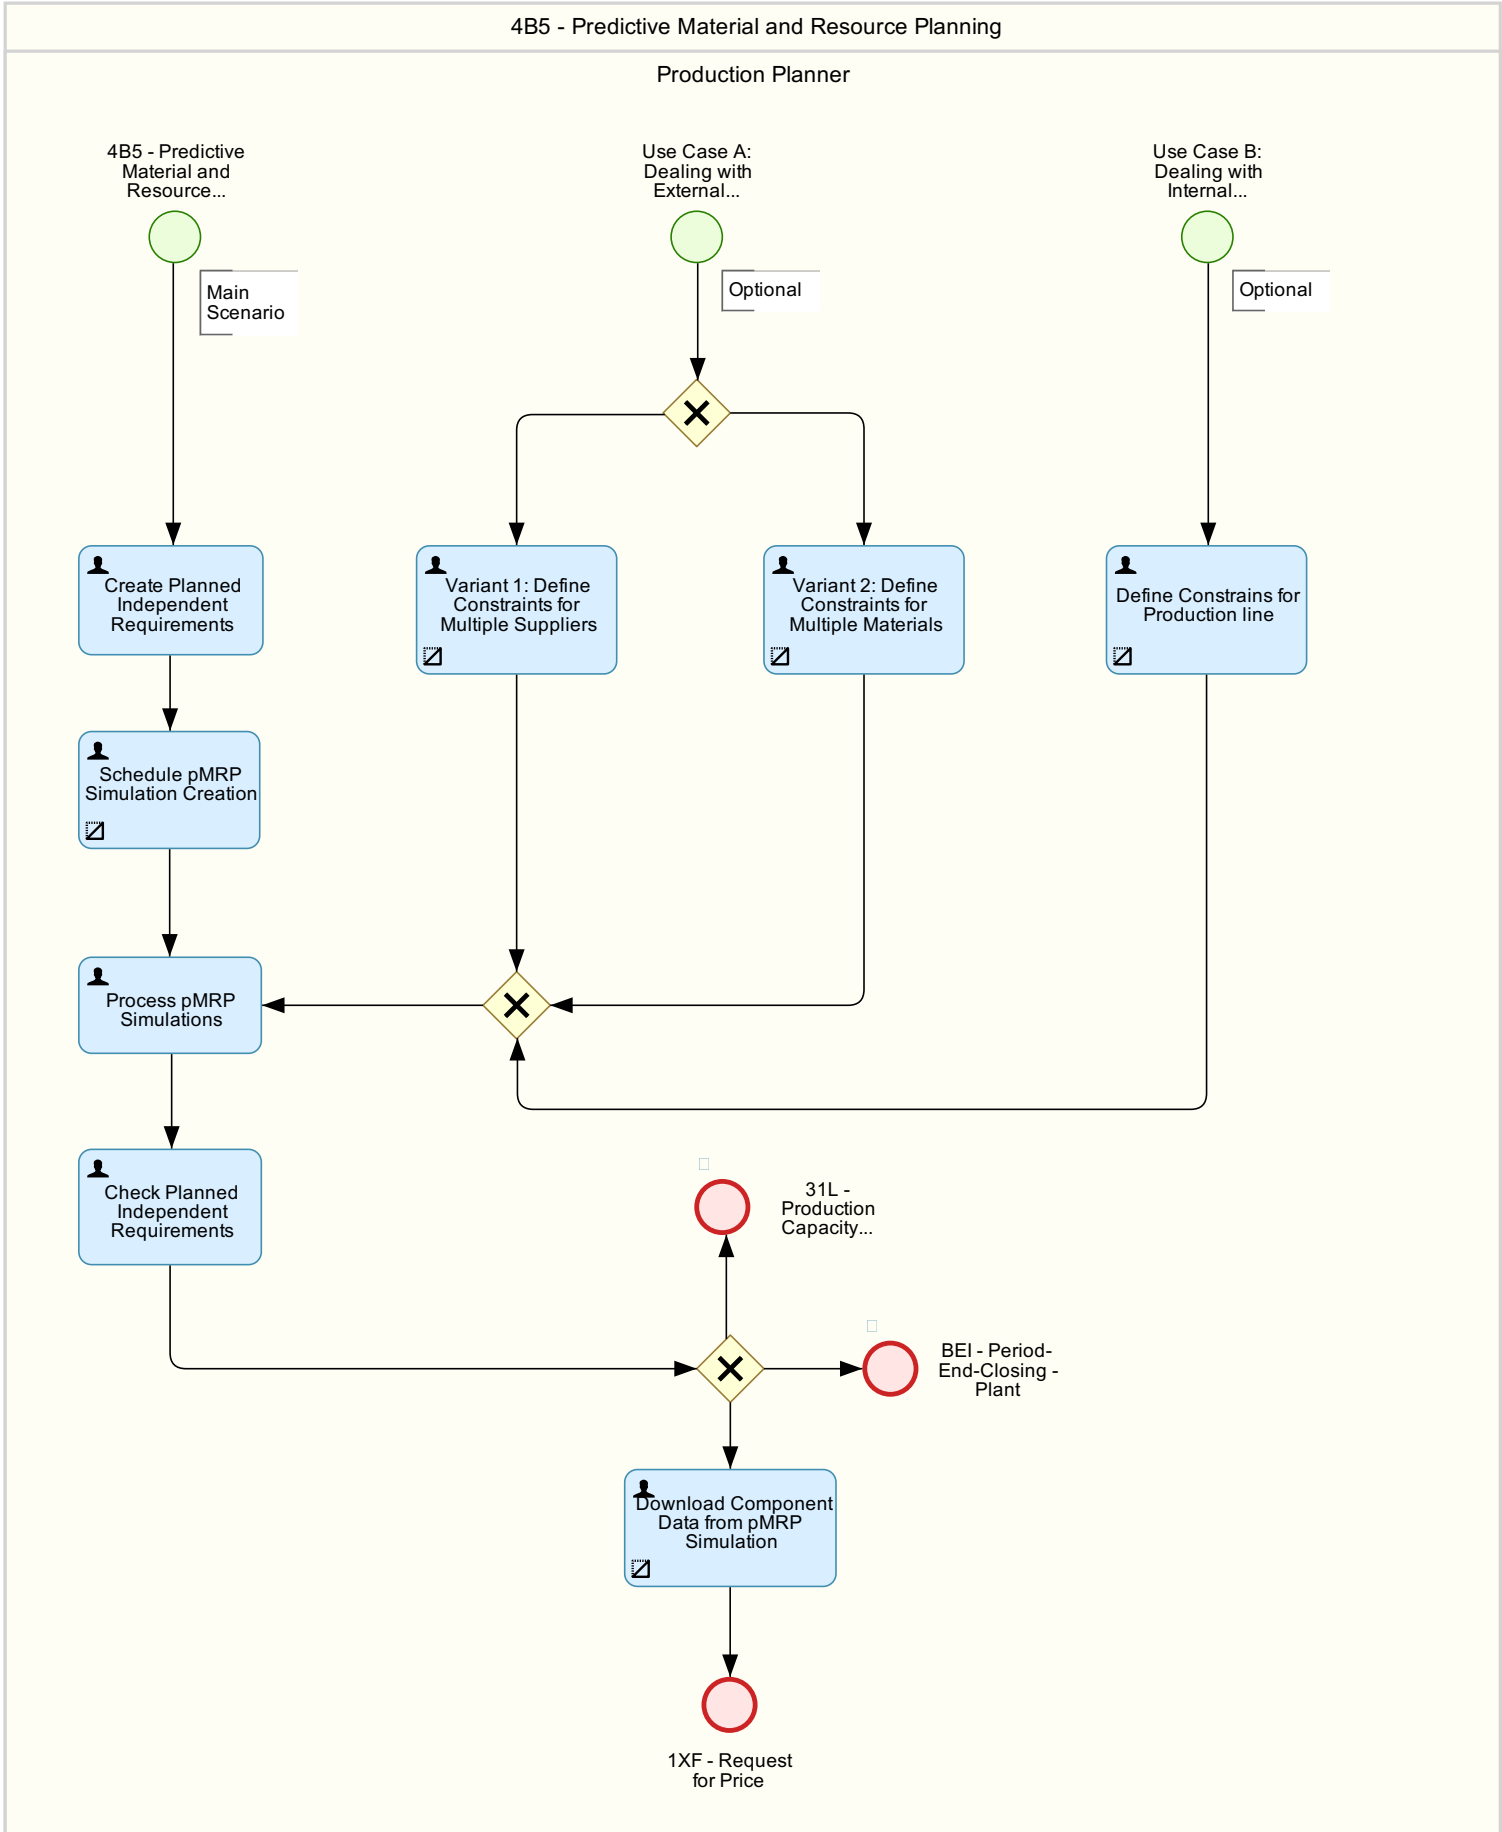 4B5 - Predictive Material and Resource Planning
Production Planner
4B5 - Predictive
Material and
Resource...
Use Case A:
Dealing with
External...
Use Case B:
Dealing with
Internal...
Main
Scenario
Optional
Optional
Create Planned
Independent
Requirements
Variant 1: Define
Constraints for
Multiple Suppliers
Variant 2: Define
Constraints for
Multiple Materials
Define Constrains for
Production line
Schedule pMRP
Simulation Creation
Process pMRP
Simulations
Check Planned
Independent
Requirements
31L -
Production
Capacity...
BEI - Period-
End-Closing -
Plant
Download Component
Data from pMRP
Simulation
1XF - Request
for Price